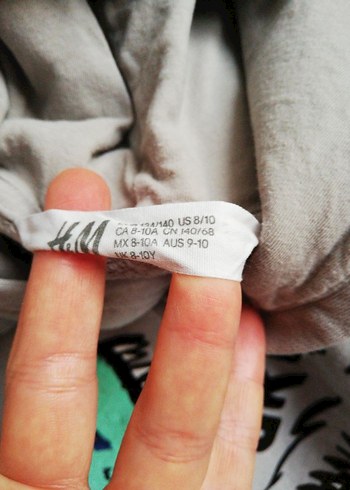 H&M
134/140 US 8/10
CA 8-10A CN 140/68
MX 8-10A AUS 9-10
UK 8-10Y